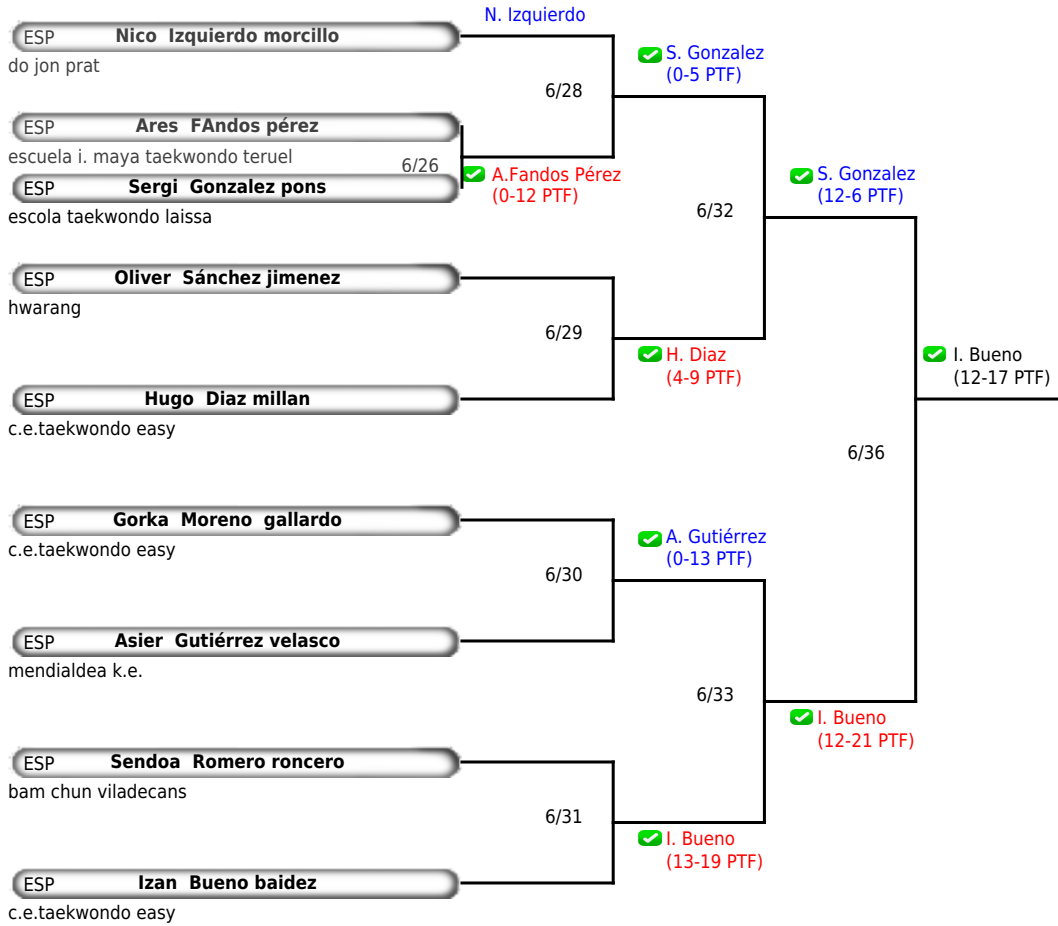 N. Izquierdo
ESP Nico Izquierdo morcillo
do jon prat
S. Gonzalez
(0-5 PTF)
6/28
ESP Ares FAndos pérez
escuela i. maya taekwondo teruel
6/26
A.Fandos Pérez
(0-12 PTF)
ESP Sergi Gonzalez pons
escola taekwondo laissa
S. Gonzalez
(12-6 PTF)
6/32
ESP Oliver Sánchez jimenez
hwarang
6/29
H. Diaz
(4-9 PTF)
I. Bueno
(12-17 PTF)
ESP Hugo Diaz millan
c.e.taekwondo easy
6/36
ESP Gorka Moreno gallardo
c.e.taekwondo easy
A. Gutiérrez
(0-13 PTF)
6/30
ESP Asier Gutiérrez velasco
mendialdea k.e.
6/33
I. Bueno
(12-21 PTF)
ESP Sendoa Romero roncero
bam chun viladecans
6/31
I. Bueno
(13-19 PTF)
ESP Izan Bueno baidez
c.e.taekwondo easy